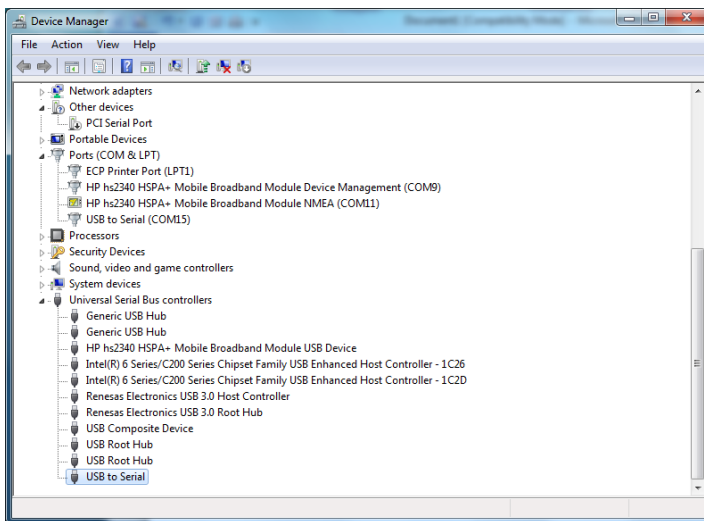 Device Manager
File Action View Help
Network adapters
Other devices
PCI Serial Port
Portable Devices
Ports (COM & LPT)
ECP Printer Port (LPT1)
HP hs2340 HSPA+ Mobile Broadband Module Device Management (COM9)
HP hs2340 HSPA+ Mobile Broadband Module NMEA (COM11)
USB to Serial (COM15)
Processors
Security Devices
Sound, video and game controllers
System devices
Universal Serial Bus controllers
Generic USB Hub
Generic USB Hub
HP hs2340 HSPA+ Mobile Broadband Module USB Device
Intel(R) 6 Series/C200 Series Chipset Family USB Enhanced Host Controller - 1C26
Intel(R) 6 Series/C200 Series Chipset Family USB Enhanced Host Controller - 1C2D
Renesas Electronics USB 3.0 Host Controller
Renesas Electronics USB 3.0 Root Hub
USB Composite Device
USB Root Hub
USB Root Hub
USB to Serial